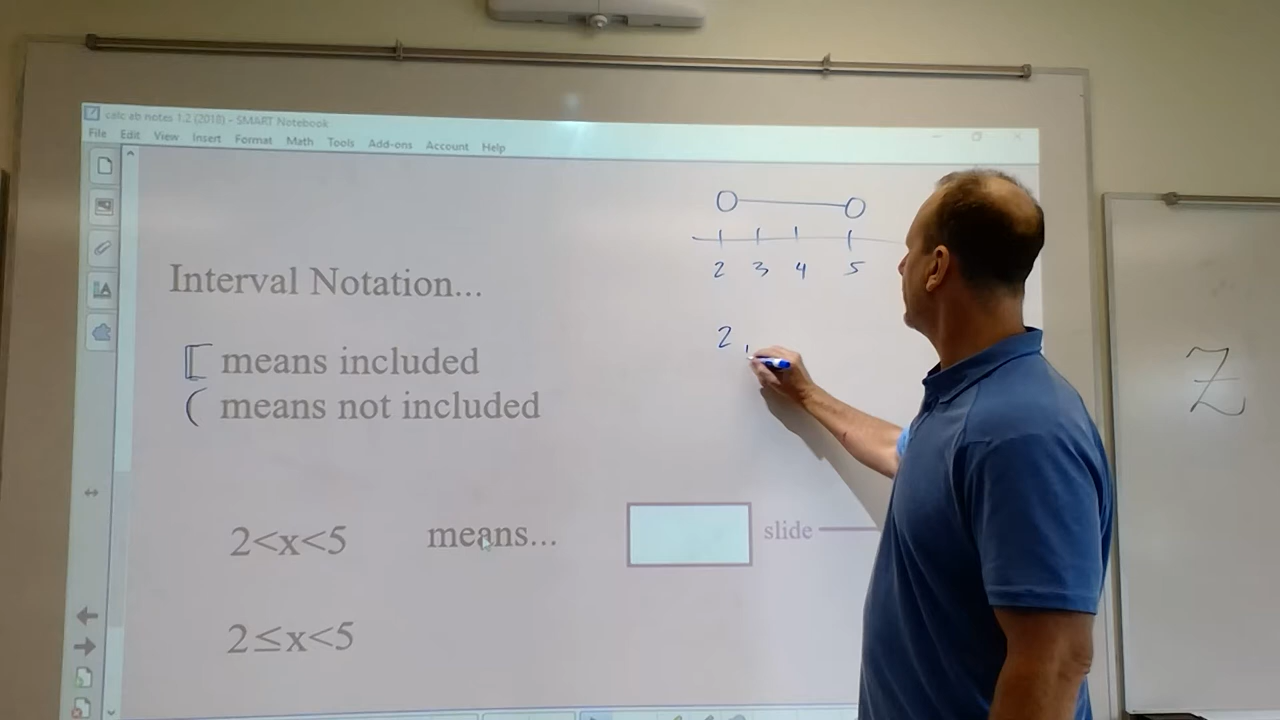 calc ab notes 1.2 (2018) - SMART Notebook
File Edit View Insert Format Math Tools Add-ons Account Help
2 3 4 5
Interval Notation...
2,
[ means included
( means not included
Z
2<x<5 means... slide
2≤x<5